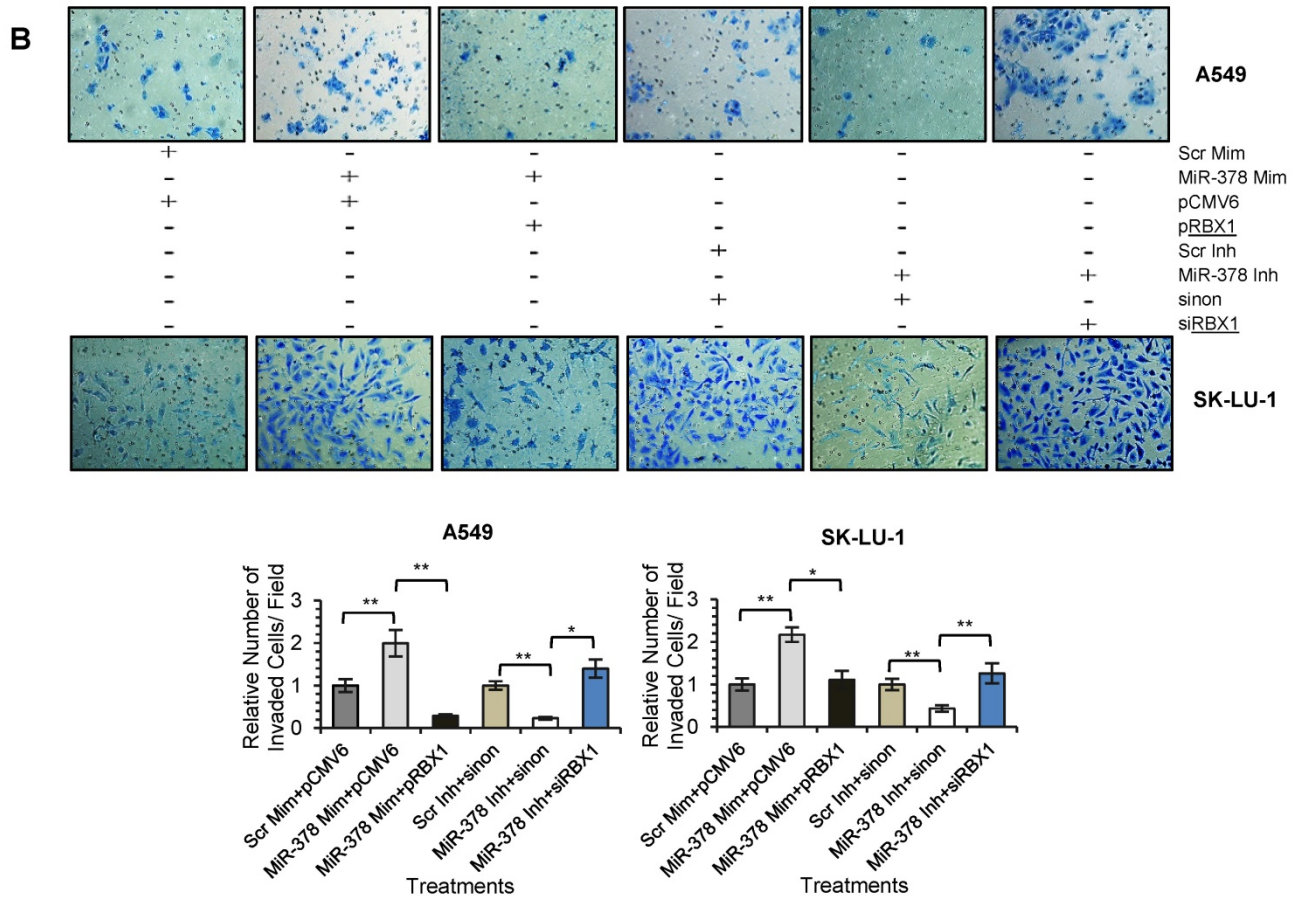 B
A549
+ - - - - - Scr Mim
- + + - - - MiR-378 Mim
+ + - - - - pCMV6
- - + - - - pRBX1
- - - + - - Scr Inh
- - - - + + MiR-378 Inh
- - - + + - sinon
- - - - - + siRBX1
SK-LU-1
A549
Relative Number of
Invaded Cells/ Field
3
2
1
0
**
**
**
*
Scr Mim+pCMV6
MiR-378 Mim+pCMV6
MiR-378 Mim+pRBX1
Scr Inh+sinon
MiR-378 Inh+sinon
MiR-378 Inh+siRBX1
Treatments
SK-LU-1
Relative Number of
Invaded Cells/ Field
3
2
1
0
**
*
**
**
Scr Mim+pCMV6
MiR-378 Mim+pCMV6
MiR-378 Mim+pRBX1
Scr Inh+sinon
MiR-378 Inh+sinon
MiR-378 Inh+siRBX1
Treatments